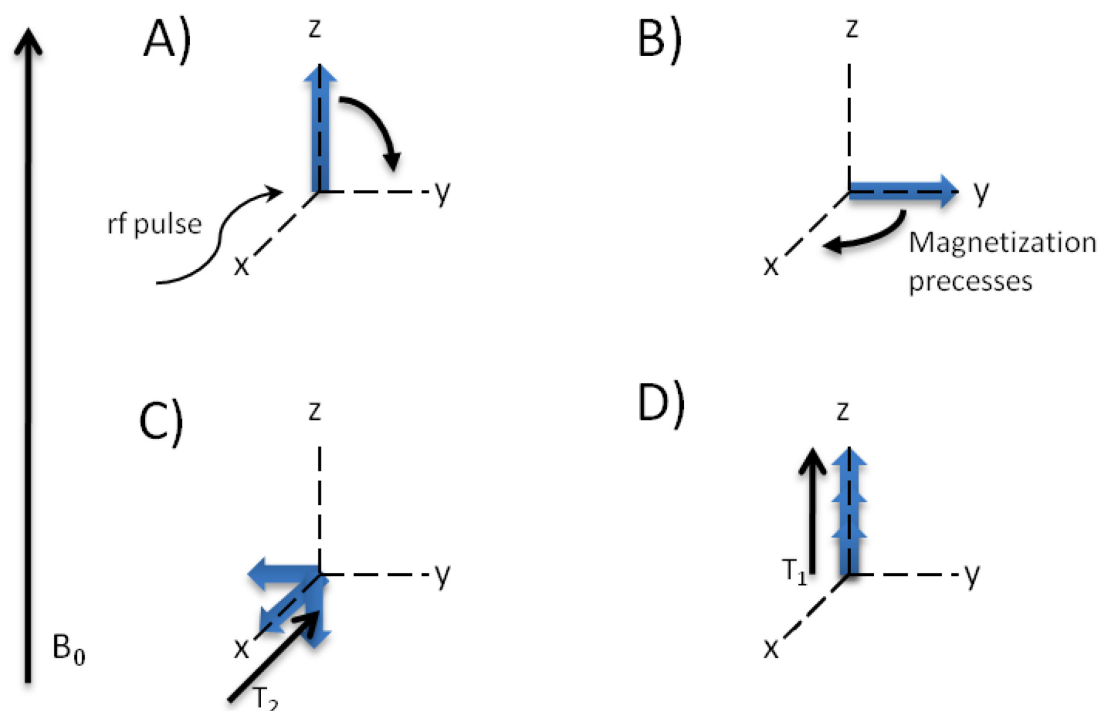 A)
z
y
x
rf pulse
B)
z
y
x
Magnetization
precesses
C)
z
y
x
T2
D)
z
T1
y
x
B0